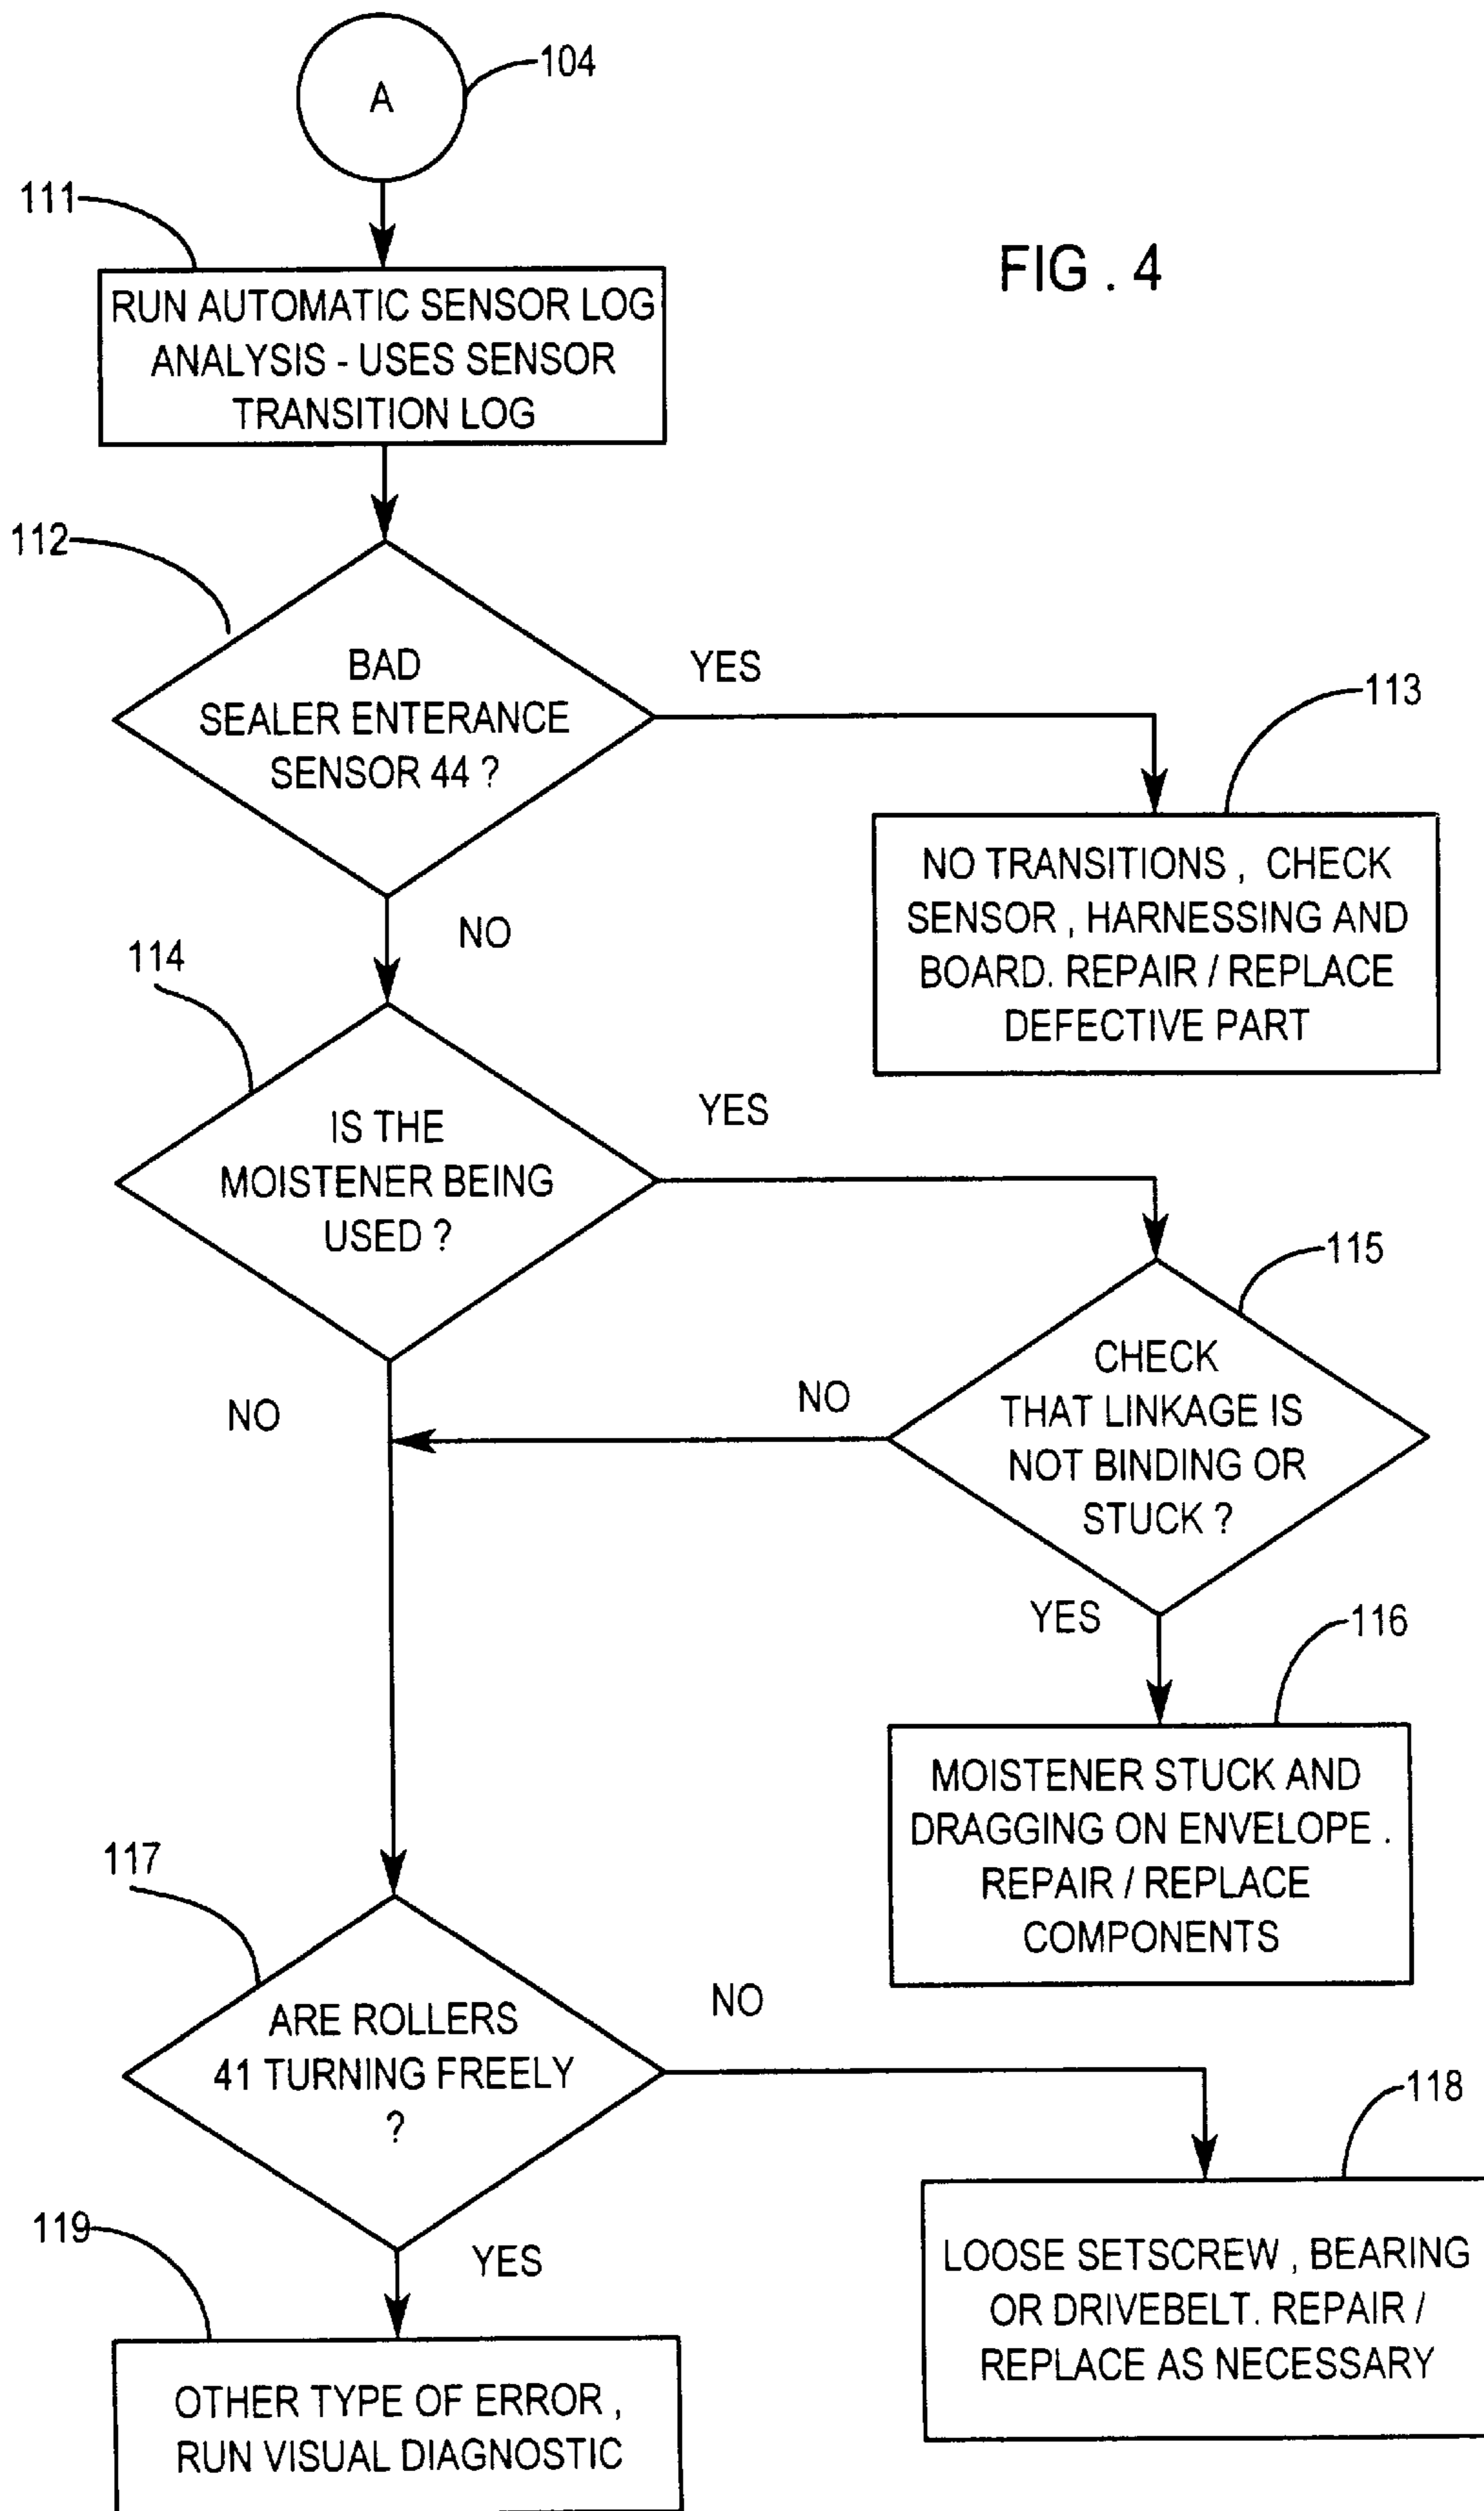 A
104
111
FIG . 4
RUN AUTOMATIC SENSOR LOG
ANALYSIS - USES SENSOR
TRANSITION LOG
112
BAD
SEALER ENTERANCE
SENSOR 44 ?
YES
113
NO TRANSITIONS , CHECK
SENSOR , HARNESSING AND
BOARD. REPAIR / REPLACE
DEFECTIVE PART
NO
114
IS THE
MOISTENER BEING
USED ?
YES
115
CHECK
THAT LINKAGE IS
NOT BINDING OR
STUCK ?
NO
NO
YES
116
MOISTENER STUCK AND
DRAGGING ON ENVELOPE .
REPAIR / REPLACE
COMPONENTS
117
ARE ROLLERS
41 TURNING FREELY
?
NO
118
LOOSE SETSCREW , BEARING
OR DRIVEBELT. REPAIR /
REPLACE AS NECESSARY
119
YES
OTHER TYPE OF ERROR ,
RUN VISUAL DIAGNOSTIC